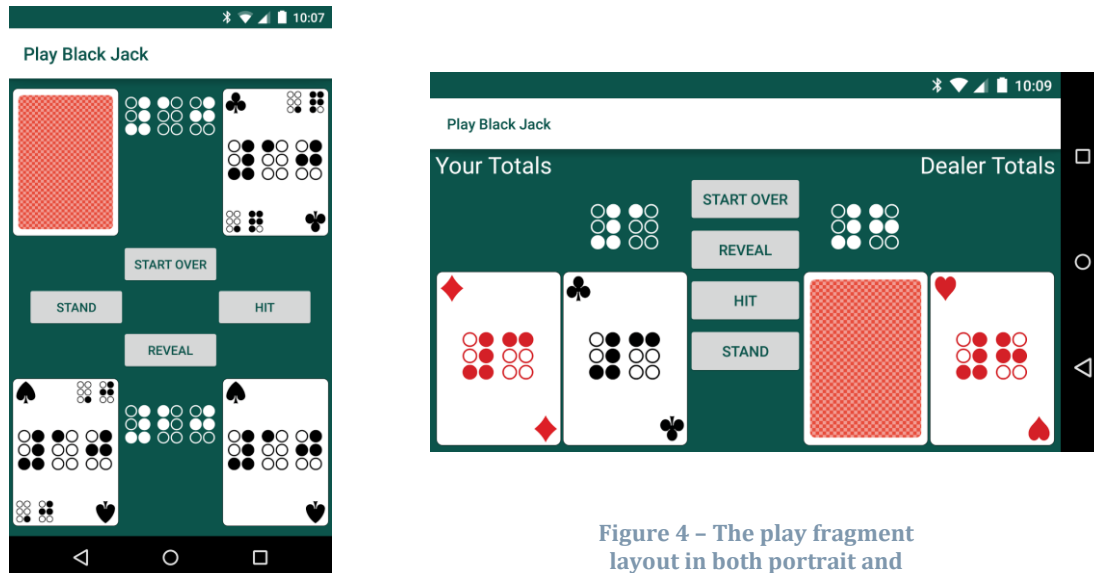 10:07
Play Black Jack
START OVER
STAND HIT
REVEAL
10:09
Play Black Jack
Your Totals Dealer Totals
START OVER
REVEAL
HIT
STAND
Figure 4 – The play fragment
layout in both portrait and